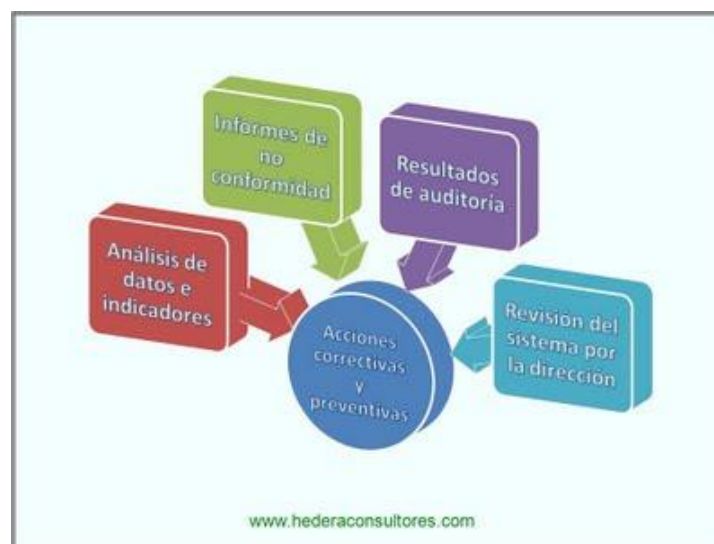 Informes de
no
conformidad
Resultados
de auditoría
Análisis de
datos e
indicadores
Revisión del
sistema por
la dirección
Acciones
correctivas
y
preventivas
www.hederaconsultores.com